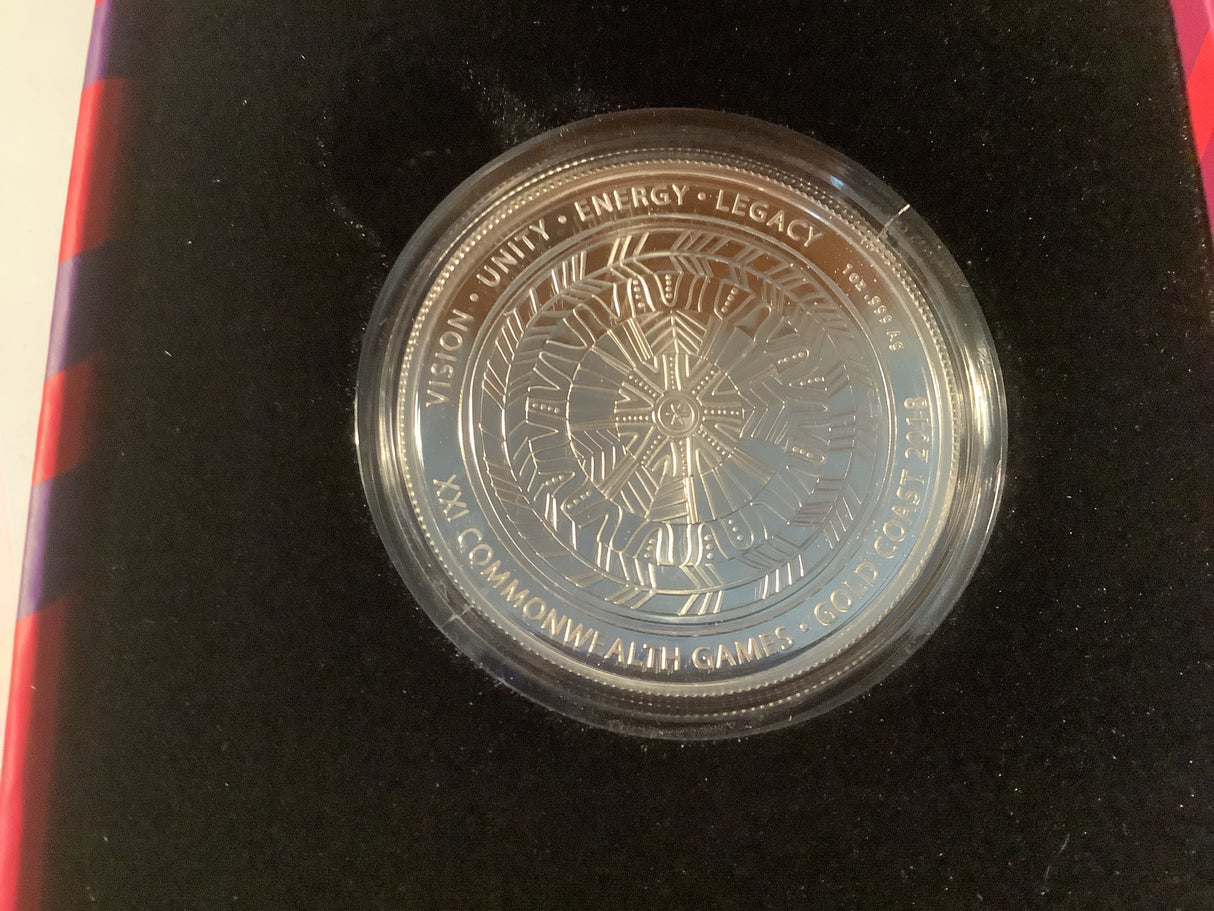 VISION • UNITY • ENERGY • LEGACY
1oz .999 Ag
XXI COMMONWEALTH GAMES • GOLD COAST 2018